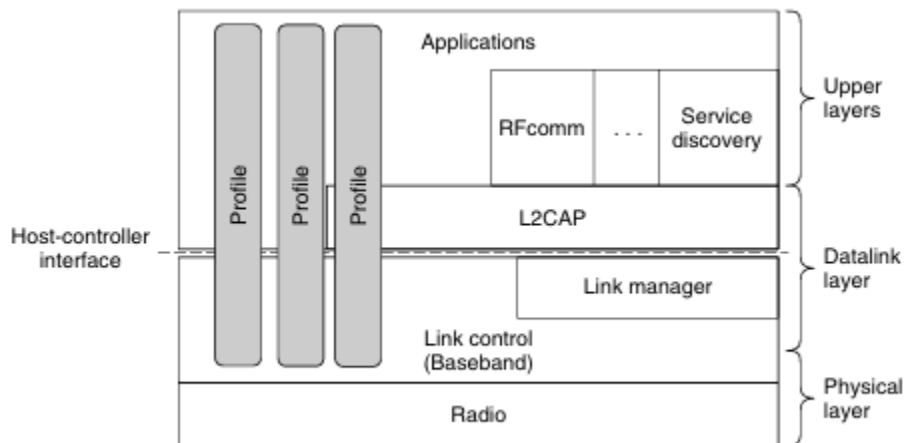 Applications
Upper
layers
RFcomm
. . .
Service
discovery
Profile
Profile
Profile
L2CAP
Host-controller
interface
Datalink
layer
Link manager
Link control
(Baseband)
Physical
layer
Radio